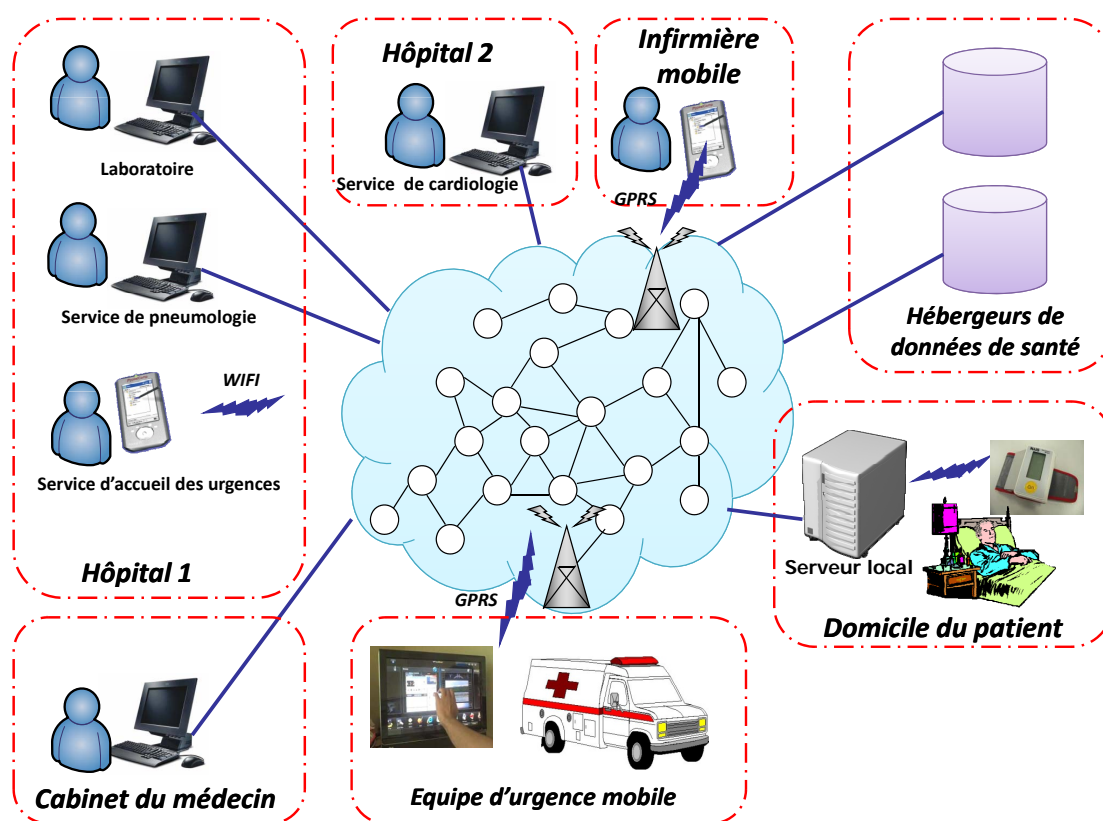 Hôpital 2
Infirmière
mobile
Laboratoire
Service de cardiologie
GPRS
Service de pneumologie
Hébergeurs de
données de santé
WIFI
Service d'accueil des urgences
Hôpital 1
Serveur local
GPRS
Domicile du patient
Cabinet du médecin
Equipe d'urgence mobile